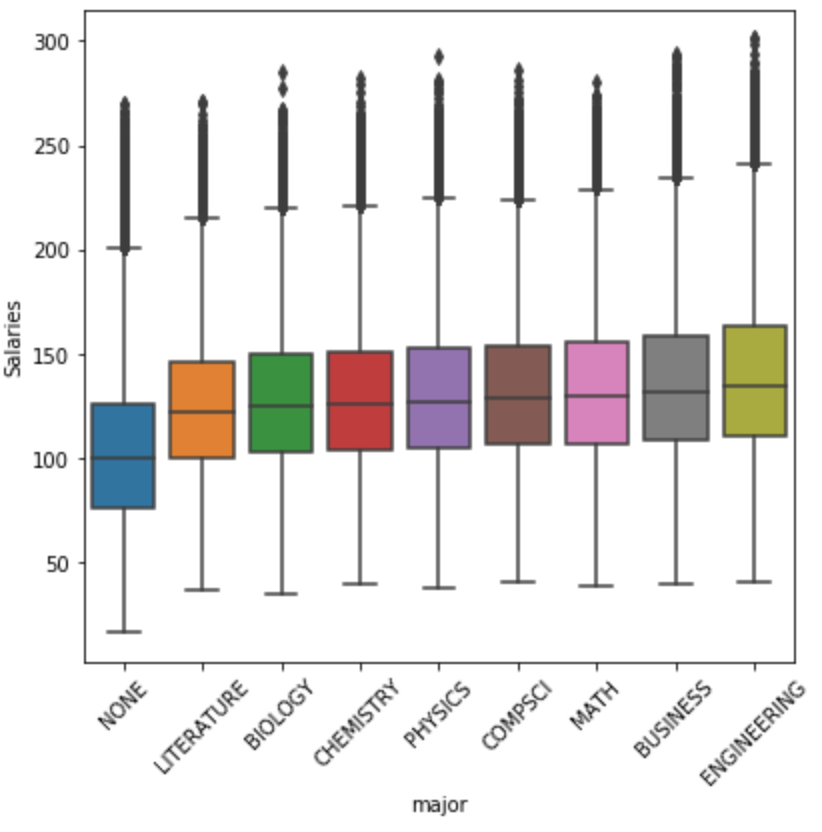 300
250
200
150
100
50
Salaries
NONE
LITERATURE
BIOLOGY
CHEMISTRY
PHYSICS
COMPSCI
MATH
BUSINESS
ENGINEERING
major